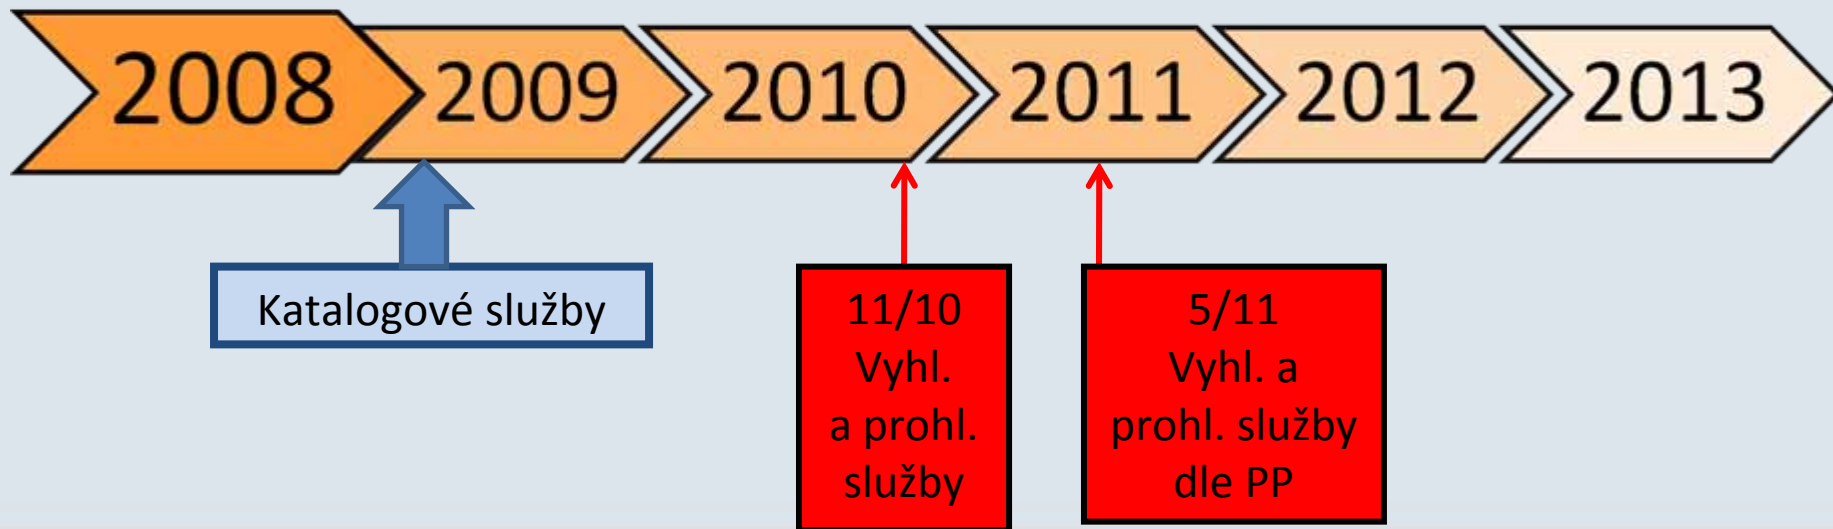 2008 2009 2010 2011 2012 2013
Katalogové služby
11/10
Vyhl.
a prohl.
služby
5/11
Vyhl. a
prohl. služby
dle PP